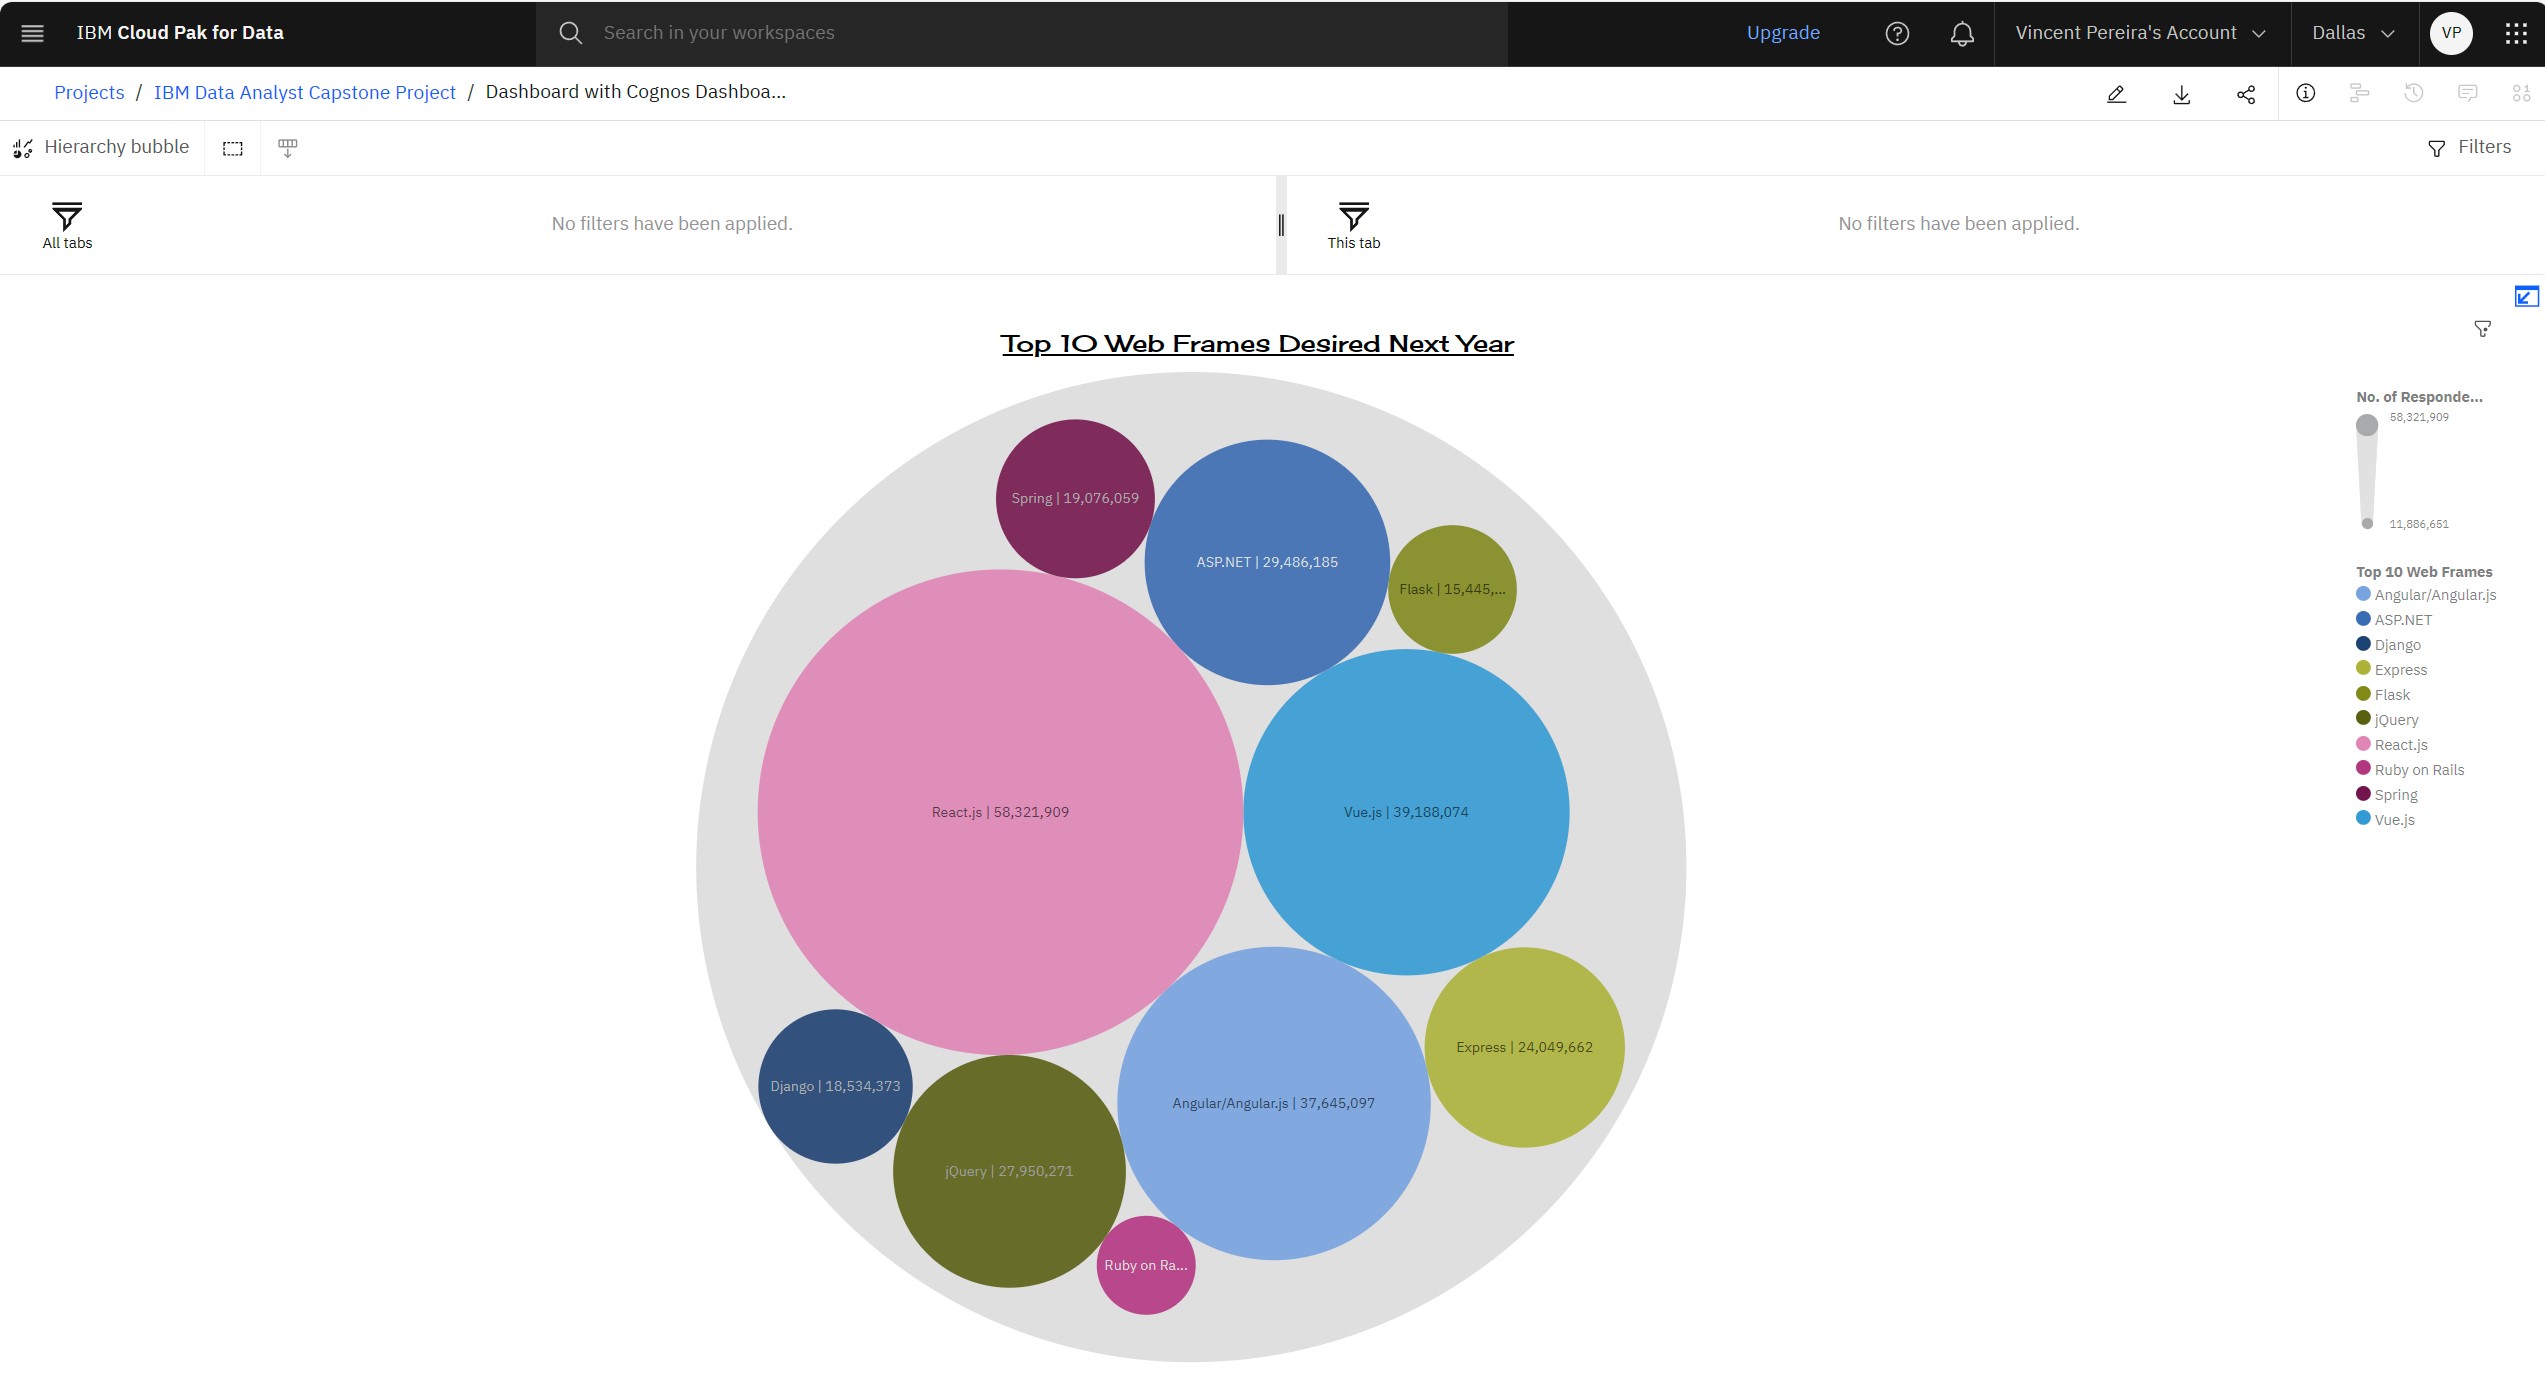 IBM Cloud Pak for Data
Search in your workspaces
Upgrade
Vincent Pereira's Account
Dallas
VP
Projects / IBM Data Analyst Capstone Project / Dashboard with Cognos Dashboa...
Hierarchy bubble
Filters
All tabs
No filters have been applied.
This tab
No filters have been applied.
Top 10 Web Frames Desired Next Year
Spring | 19,076,059
ASP.NET | 29,486,185
Flask | 15,445,...
React.js | 58,321,909
Vue.js | 39,188,074
Express | 24,049,662
Django | 18,534,373
Angular/Angular.js | 37,645,097
jQuery | 27,950,271
Ruby on Ra...
No. of Responde...
58,321,909
11,886,651
Top 10 Web Frames
Angular/Angular.js
ASP.NET
Django
Express
Flask
jQuery
React.js
Ruby on Rails
Spring
Vue.js